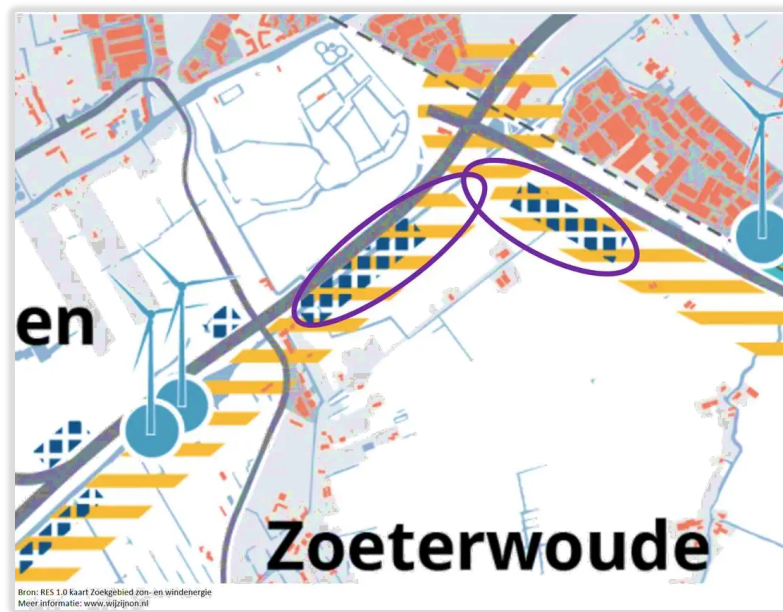 en
Zoeterwoude
Bron: RES 1.0 kaart Zoekgebied zon- en windenergie
Meer informatie: www.wijzijnon.nl